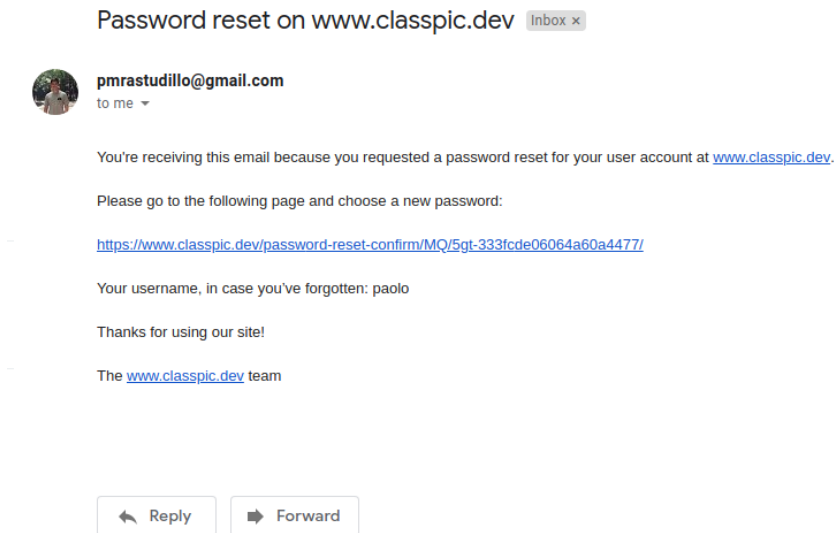 Password reset on www.classpic.dev Inbox ×
pmrastudillo@gmail.com
to me
You're receiving this email because you requested a password reset for your user account at www.classpic.dev.
Please go to the following page and choose a new password:
https://www.classpic.dev/password-reset-confirm/MQ/5gt-333fcde06064a60a4477/
Your username, in case you've forgotten: paolo
Thanks for using our site!
The www.classpic.dev team
Reply Forward